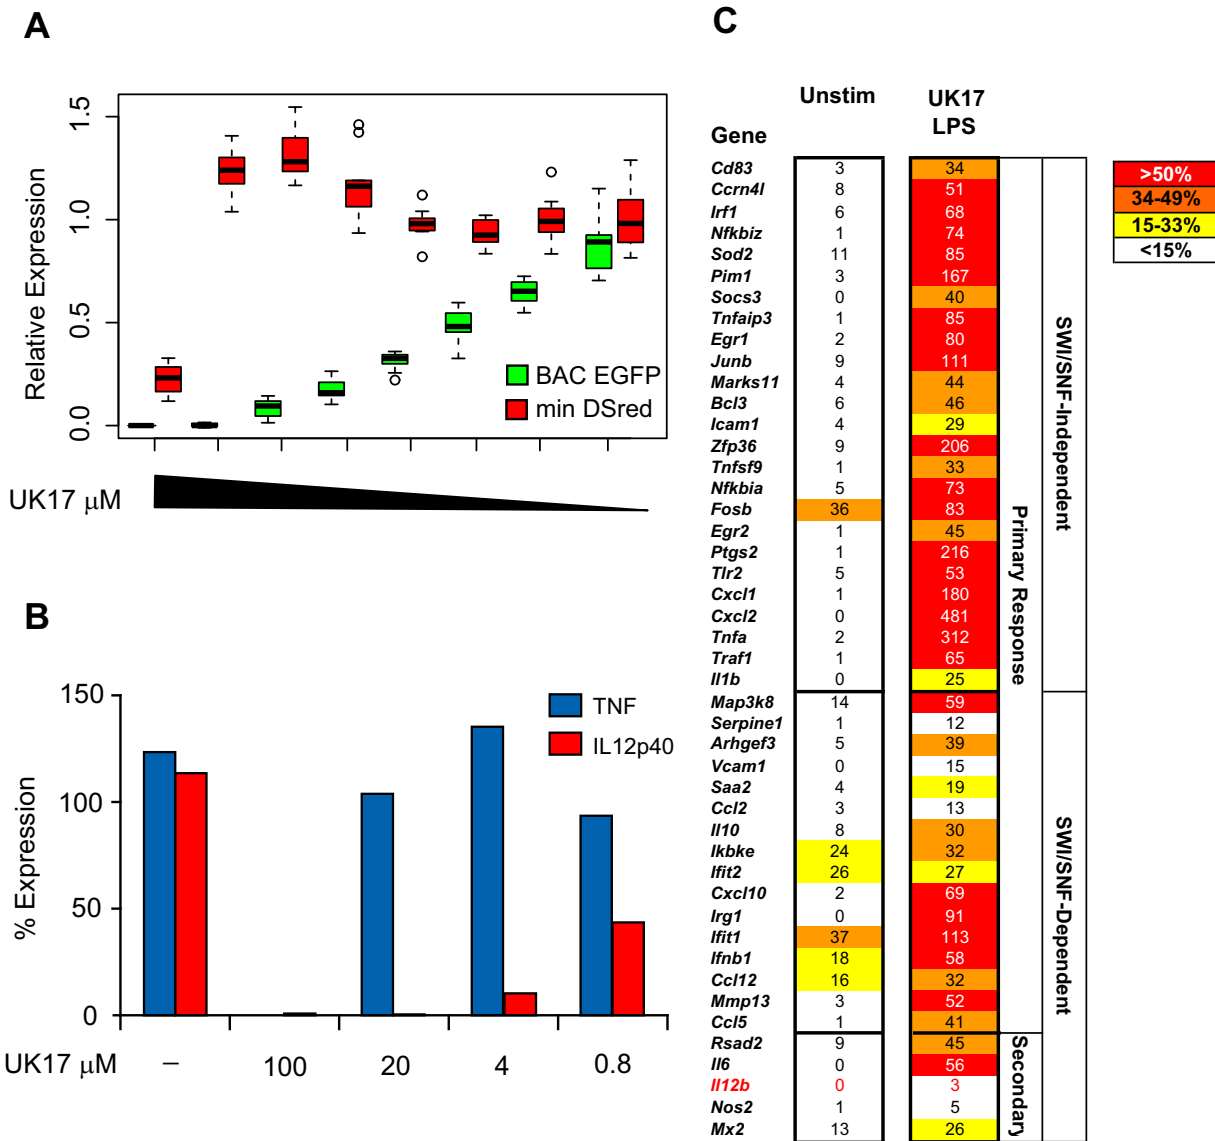 A
1.5
1.0
0.5
0.0
Relative Expression
BAC EGFP
min DSred
UK17 μM
B
150
100
50
0
% Expression
TNF
IL12p40
UK17 μM – 100 20 4 0.8
C
Unstim UK17
LPS
Gene
Cd83 3 34
Ccrn4l 8 51
Irf1 6 68
Nfkbiz 1 74
Sod2 11 85
Pim1 3 167
Socs3 0 40
Tnfaip3 1 85
Egr1 2 80
Junb 9 111
Marks11 4 44
Bcl3 6 46
Icam1 4 29
Zfp36 9 206
Tnfsf9 1 33
Nfkbia 5 73
Fosb 36 83
Egr2 1 45
Ptgs2 1 216
Tlr2 5 53
Cxcl1 1 180
Cxcl2 0 481
Tnfa 2 312
Traf1 1 65
Il1b 0 25
Map3k8 14 59
Serpine1 1 12
Arhgef3 5 39
Vcam1 0 15
Saa2 4 19
Ccl2 3 13
Il10 8 30
Ikbke 24 32
Ifit2 26 27
Cxcl10 2 69
Irg1 0 91
Ifit1 37 113
Ifnb1 18 58
Ccl12 16 32
Mmp13 3 52
Ccl5 1 41
Rsad2 9 45
Il6 0 56
Il12b 0 3
Nos2 1 5
Mx2 13 26
Primary Response
Secondary
SWI/SNF-Independent
SWI/SNF-Dependent
>50%
34-49%
15-33%
<15%